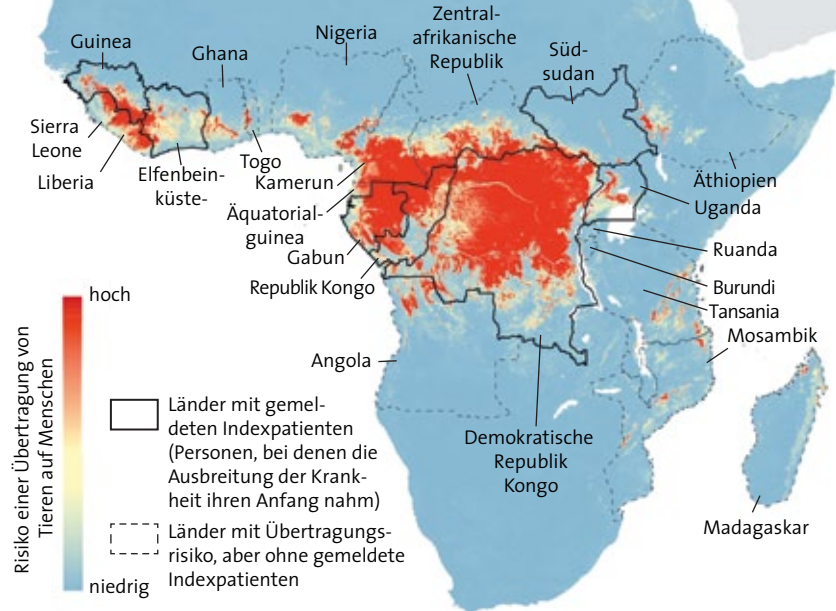 Guinea
Ghana
Nigeria
Zentral-
afrikanische
Republik
Süd-
sudan
Sierra
Leone
Liberia
Elfenbein-
küste-
Togo
Kamerun
Äquatorial-
guinea
Gabun
Republik Kongo
Äthiopien
Uganda
Ruanda
Burundi
Tansania
Mosambik
Angola
Demokratische
Republik
Kongo
Madagaskar
Risiko einer Übertragung von
Tieren auf Menschen
hoch
niedrig
Länder mit gemel-
deten Indexpatienten
(Personen, bei denen die
Ausbreitung der Krank-
heit ihren Anfang nahm)
Länder mit Übertragungs-
risiko, aber ohne gemeldete
Indexpatienten